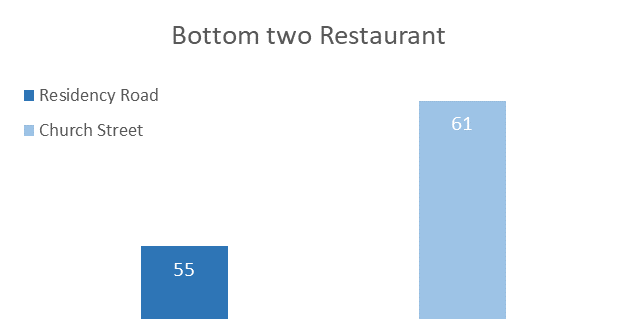 Bottom two Restaurant
Residency Road
Church Street
61
55